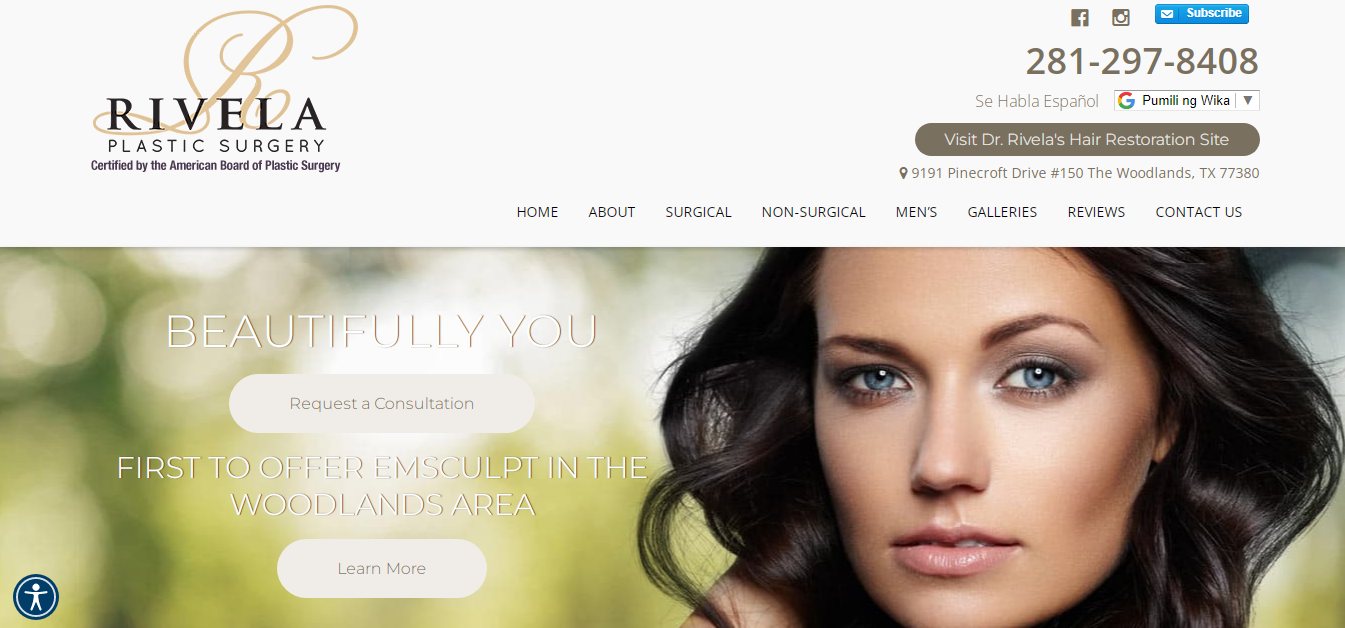 R
RIVELA
PLASTIC SURGERY
Certified by the American Board of Plastic Surgery
Subscribe
281-297-8408
Se Habla Español
G Pumili ng Wika ▼
Visit Dr. Rivela's Hair Restoration Site
9191 Pinecroft Drive #150 The Woodlands, TX 77380
HOME ABOUT SURGICAL NON-SURGICAL MEN’S GALLERIES REVIEWS CONTACT US
BEAUTIFULLY YOU
Request a Consultation
FIRST TO OFFER EMSCULPT IN THE
WOODLANDS AREA
Learn More